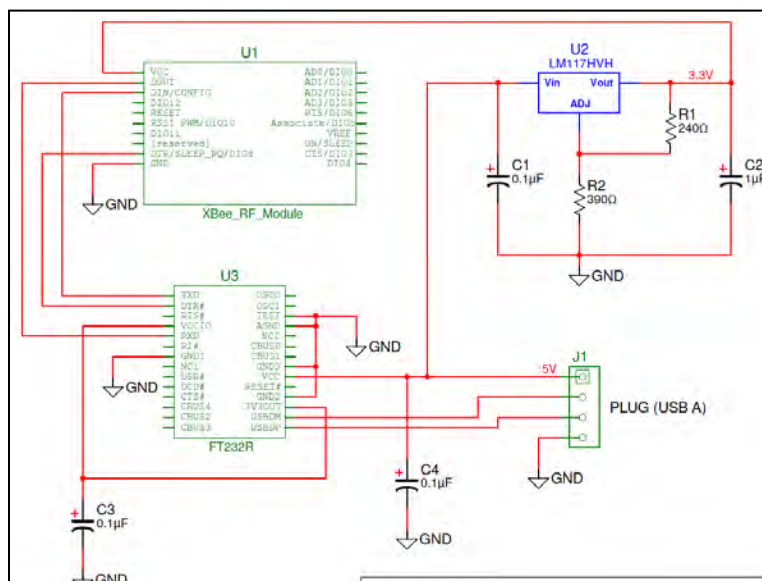 U1
VCC
DOUT
DIN/CONFIG
DIO12
RESET
RSSI PWM/DIO10
DIO11
[reserved]
DTR/SLEEP_RQ/DIO8
GND
AD0/DIO0
AD1/DIO1
AD2/DIO2
AD3/DIO3
RTS/DIO6
Associate/DIO5
VREF
ON/SLEEP
CTS/DIO7
DIO4
XBee_RF_Module
GND
U2
LM117HVH
Vin
Vout
ADJ
3.3V
R1
240Ω
C1
0.1µF
R2
390Ω
C2
1µF
GND
U3
TXD
DTR#
RTS#
VCCIO
RXD
RI#
GND1
NC1
DSR#
DCD#
CTS#
CBUS4
CBUS2
CBUS3
OSCO
OSCI
TEST
AGND
NC2
CBUS0
CBUS1
GND3
VCC
RESET#
GND2
3V3OUT
USBDM
USBDP
FT232R
GND
GND
J1
5V
PLUG (USB A)
GND
C4
0.1µF
GND
C3
0.1µF
GND